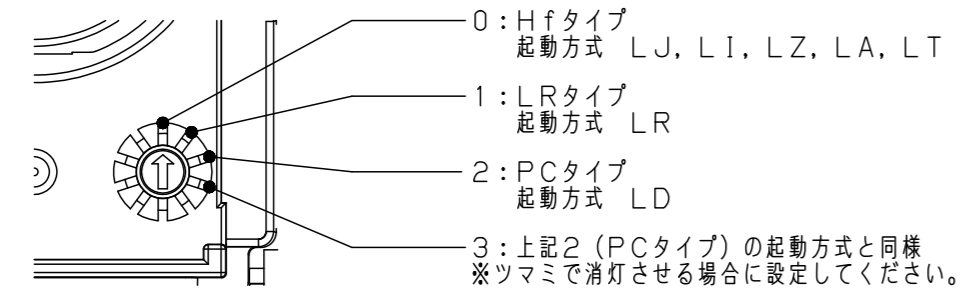 0：Hfタイプ
起動方式　LJ，LI，LZ，LA，LT
1：LRタイプ
起動方式　LR
2：PCタイプ
起動方式　LD
3：上記2（PCタイプ）の起動方式と同様
※ツマミで消灯させる場合に設定してください。